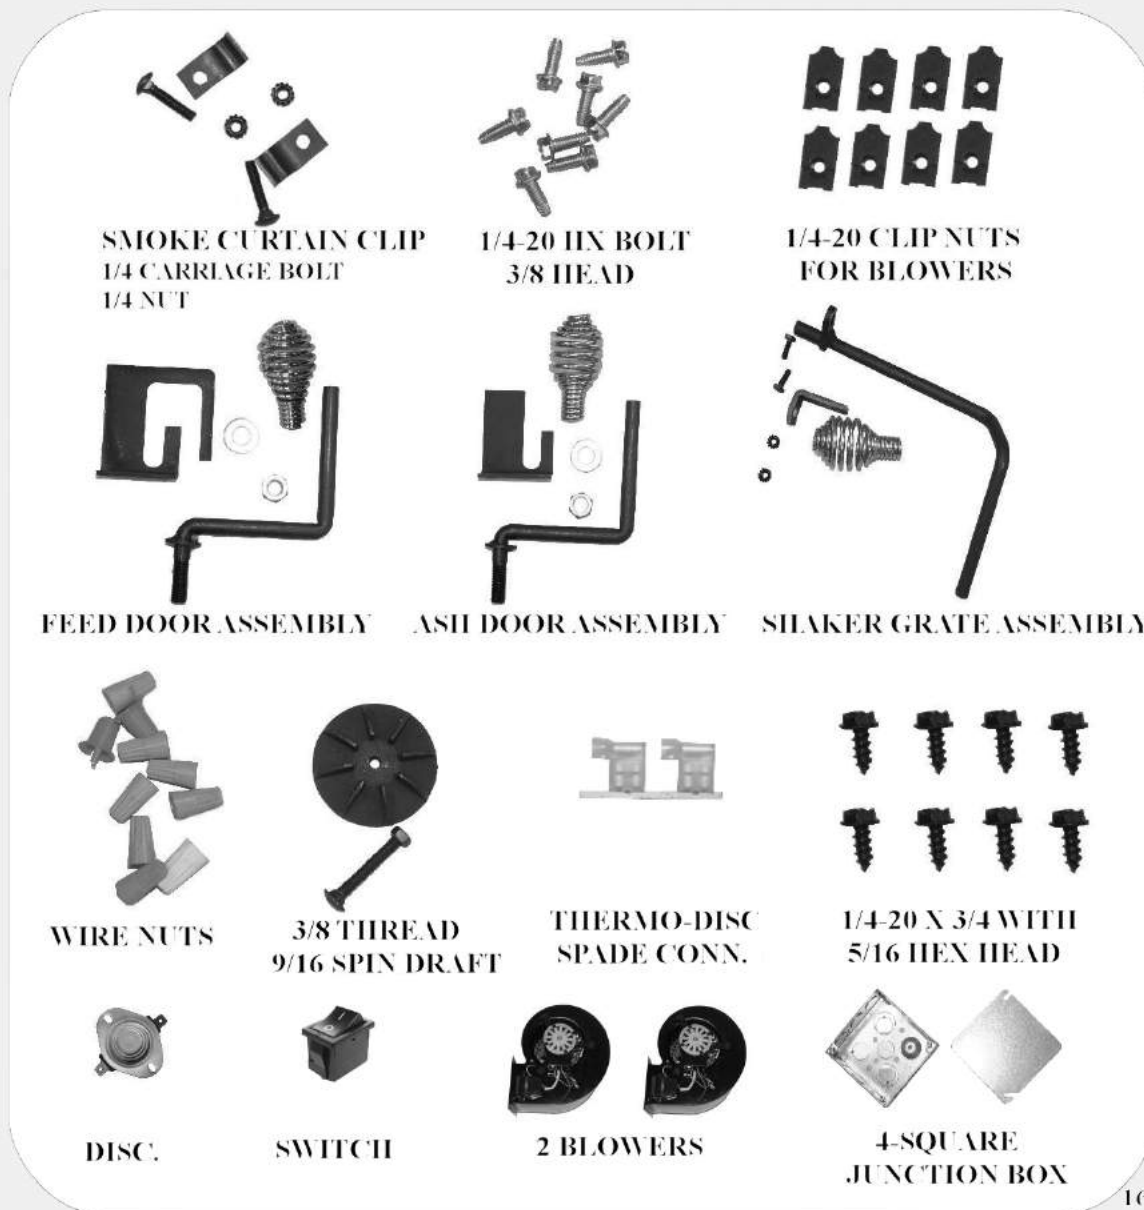 SMOKE CURTAIN CLIP
1/4 CARRIAGE BOLT
1/4 NUT
1/4-20 HX BOLT
3/8 HEAD
1/4-20 CLIP NUTS
FOR BLOWERS
FEED DOOR ASSEMBLY
ASH DOOR ASSEMBLY
SHAKER GRATE ASSEMBLY
WIRE NUTS
3/8 THREAD
9/16 SPIN DRAFT
THERMO-DISC
SPADE CONN.
1/4-20 X 3/4 WITH
5/16 HEX HEAD
DISC.
SWITCH
2 BLOWERS
4-SQUARE
JUNCTION BOX
16